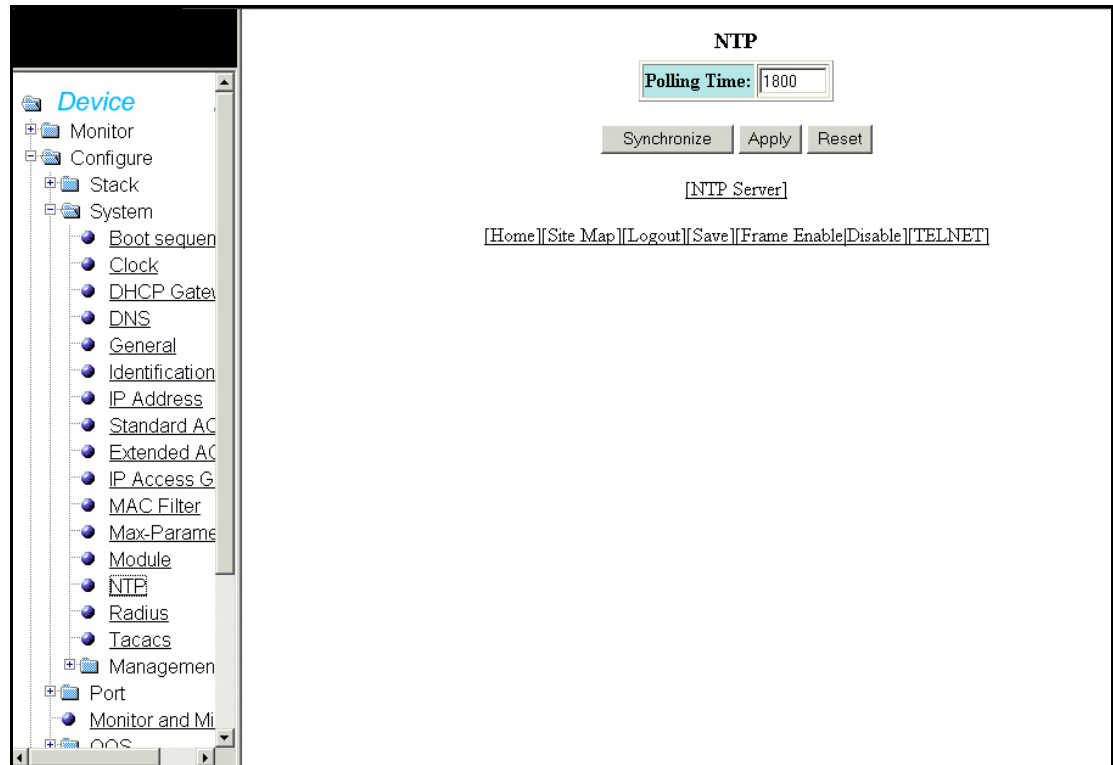 Device
Monitor
Configure
Stack
System
Boot sequen
Clock
DHCP Gatew
DNS
General
Identification
IP Address
Standard AC
Extended AC
IP Access G
MAC Filter
Max-Parame
Module
NTP
Radius
Tacacs
Managemen
Port
Monitor and Mi
QOS
NTP
Polling Time: 1800
Synchronize Apply Reset
[NTP Server]
[Home][Site Map][Logout][Save][Frame Enable|Disable][TELNET]